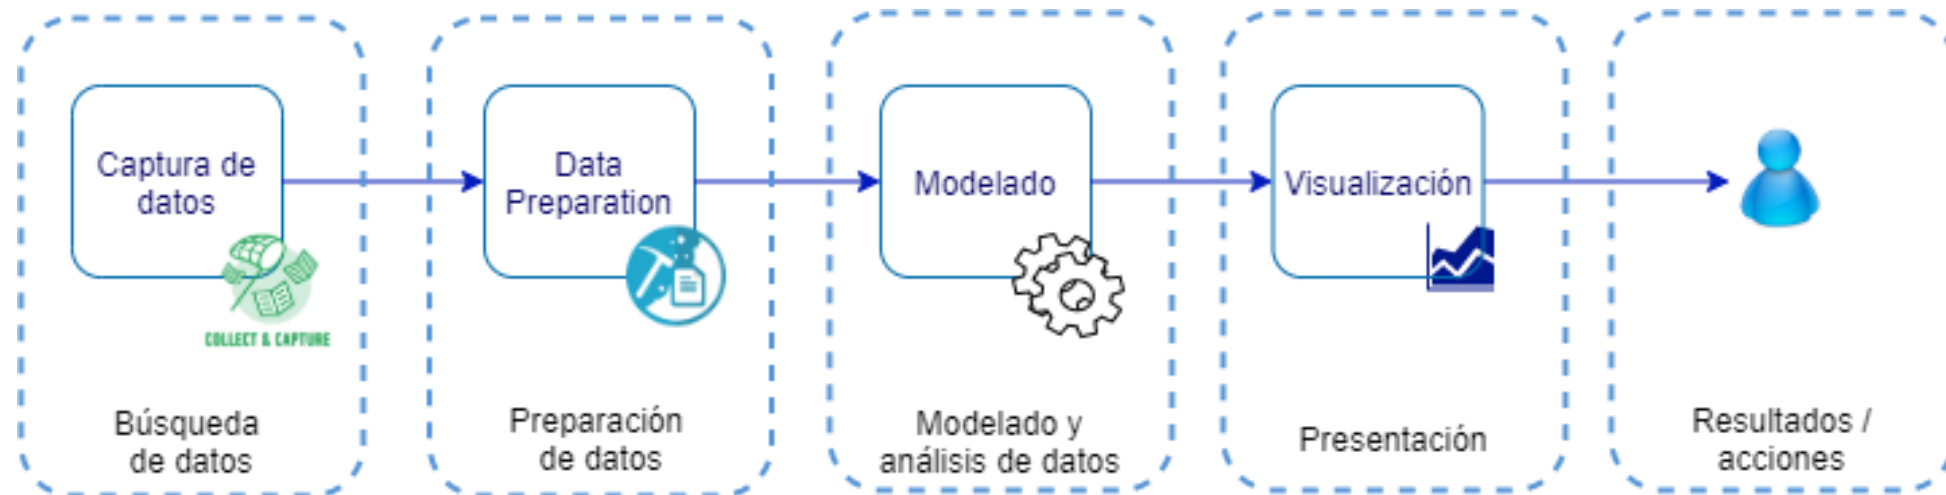 Captura de
datos
COLLECT & CAPTURE
Búsqueda
de datos
Data
Preparation
Preparación
de datos
Modelado
Modelado y
análisis de datos
Visualización
Presentación
Resultados /
acciones